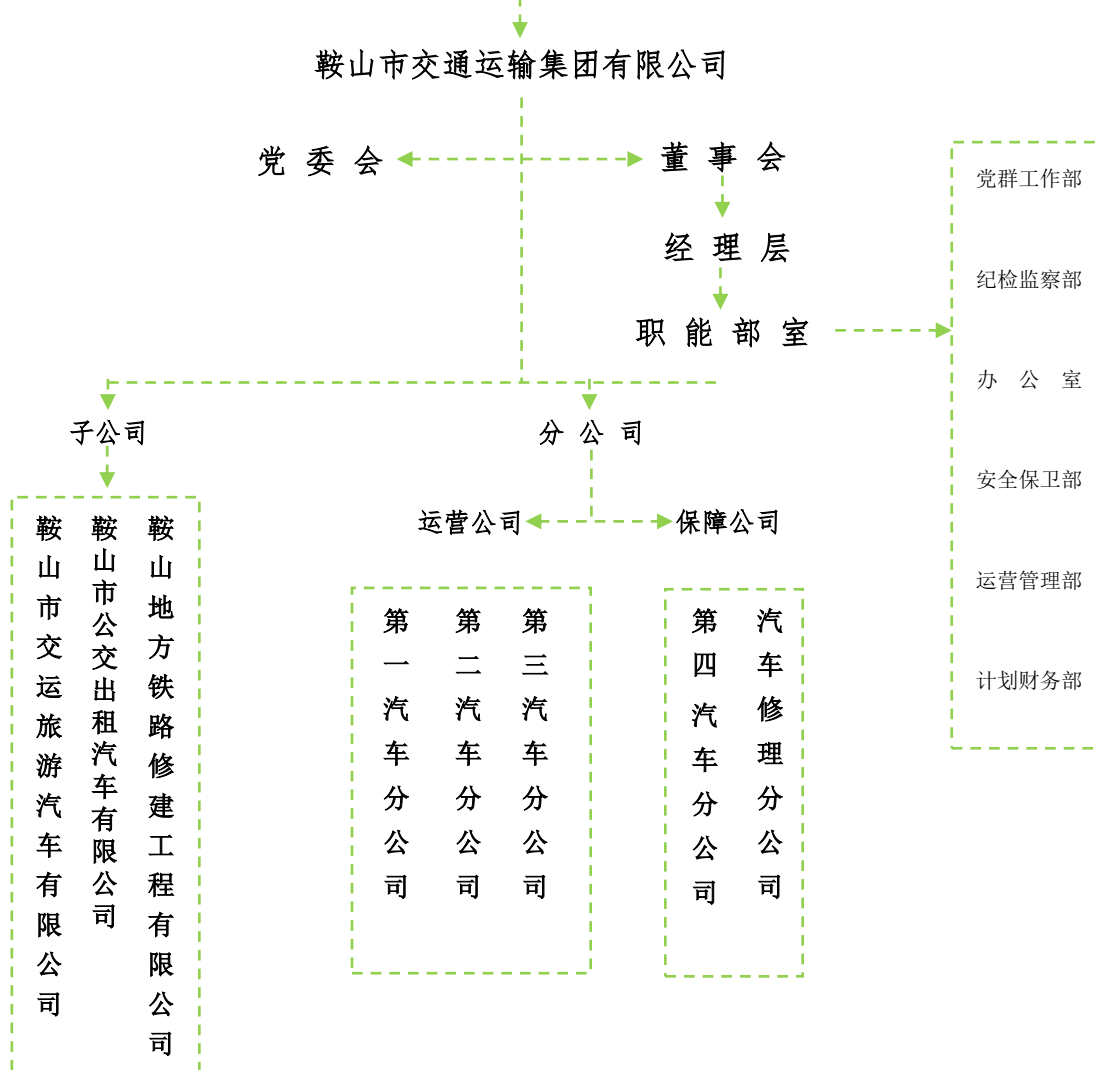 鞍山市交通运输集团有限公司
党 委 会
董 事 会
党群工作部
经 理 层
纪检监察部
职 能 部 室
办 公 室
子公司
分 公 司
安全保卫部
运营公司
保障公司
运营管理部
计划财务部
鞍山市交运旅游汽车有限公司
鞍山市公交出租汽车有限公司
鞍山地方铁路修建工程有限公司
第一汽车分公司
第二汽车分公司
第三汽车分公司
第四汽车分公司
汽车修理分公司